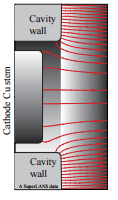 Cavity
wall
Cathode Cu stem
Cavity
wall
A SuperLANS data